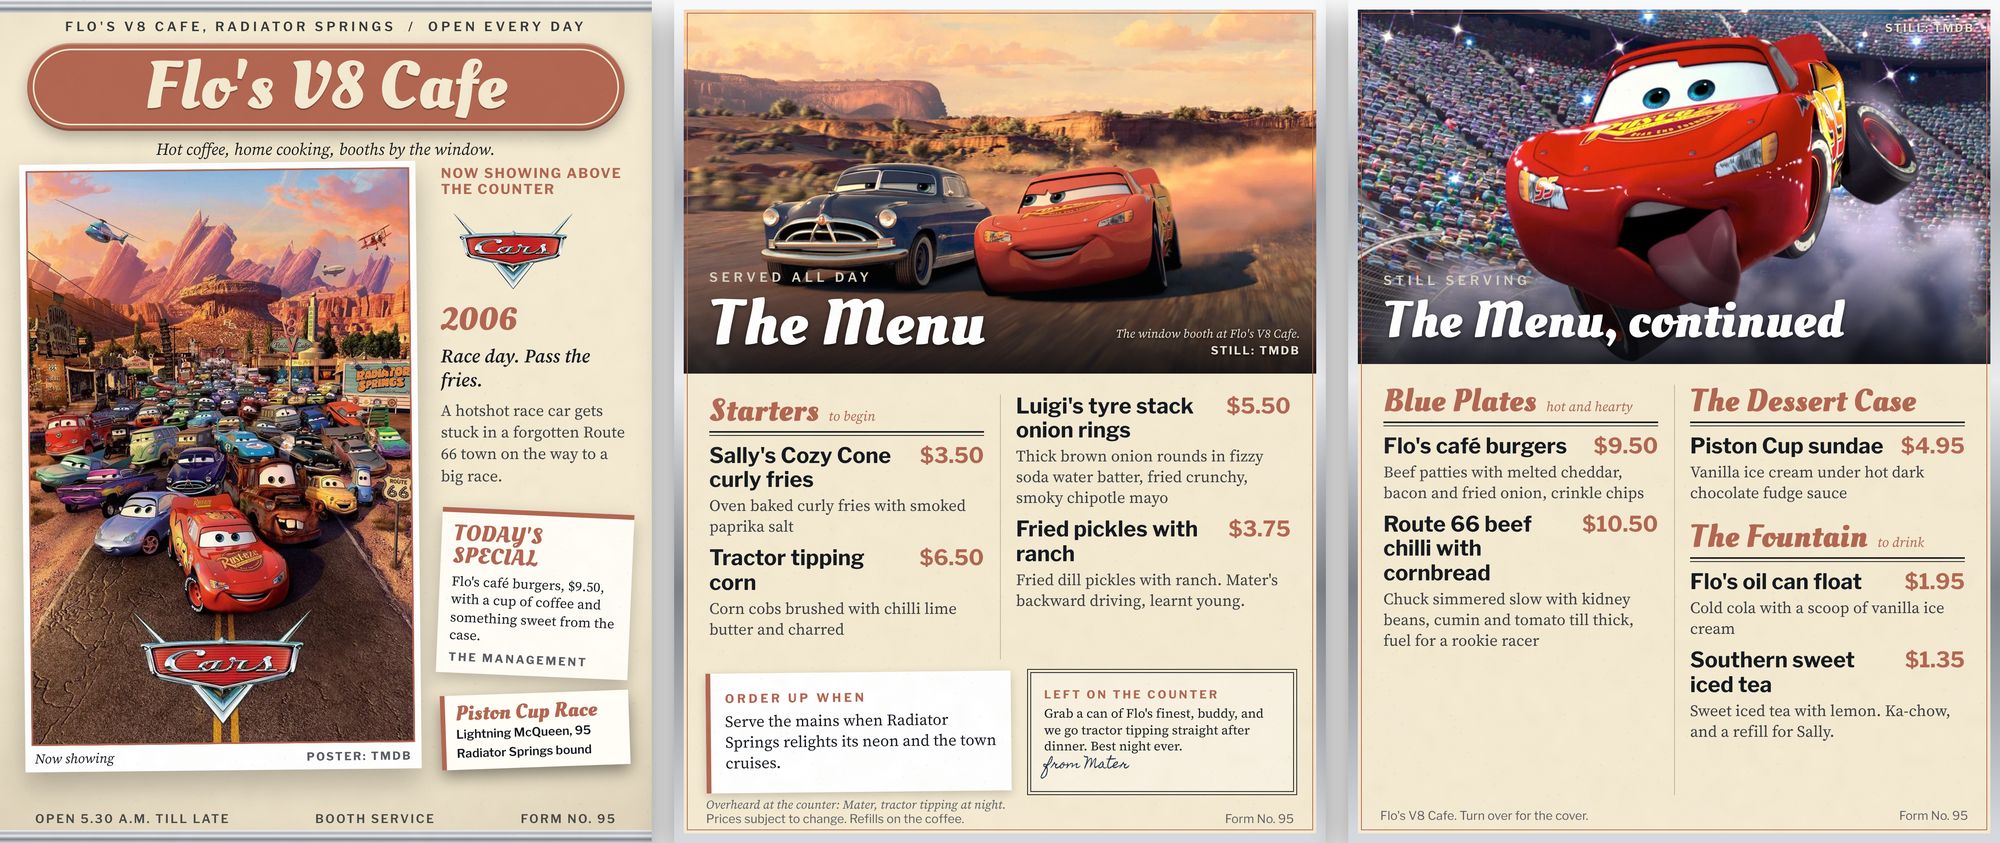 FLO'S V8 CAFE, RADIATOR SPRINGS / OPEN EVERY DAY
Flo's V8 Cafe
Hot coffee, home cooking, booths by the window.
NOW SHOWING ABOVE
THE COUNTER
Cars
2006
Race day. Pass the
fries.
A hotshot race car gets
stuck in a forgotten Route
66 town on the way to a
big race.
RADIATOR
SPRINGS
ROUTE
66
Rust-eze
Cars
Now showing
POSTER: TMDB
TODAY'S
SPECIAL
Flo's café burgers, $9.50,
with a cup of coffee and
something sweet from the
case.
THE MANAGEMENT
Piston Cup Race
Lightning McQueen, 95
Radiator Springs bound
OPEN 5.30 A.M. TILL LATE
BOOTH SERVICE
FORM NO. 95
SERVED ALL DAY
The Menu
The window booth at Flo's V8 Cafe.
STILL: TMDB
Starters to begin
Sally's Cozy Cone $3.50
curly fries
Oven baked curly fries with smoked
paprika salt
Tractor tipping $6.50
corn
Corn cobs brushed with chilli lime
butter and charred
Luigi's tyre stack $5.50
onion rings
Thick brown onion rounds in fizzy
soda water batter, fried crunchy,
smoky chipotle mayo
Fried pickles with $3.75
ranch
Fried dill pickles with ranch. Mater's
backward driving, learnt young.
ORDER UP WHEN
Serve the mains when Radiator
Springs relights its neon and the town
cruises.
LEFT ON THE COUNTER
Grab a can of Flo's finest, buddy, and
we go tractor tipping straight after
dinner. Best night ever.
from Mater
Overheard at the counter: Mater, tractor tipping at night.
Prices subject to change. Refills on the coffee.
Form No. 95
STILL: TMDB
Rust-eze
95
95
STILL SERVING
The Menu, continued
Blue Plates hot and hearty
Flo's café burgers $9.50
Beef patties with melted cheddar,
bacon and fried onion, crinkle chips
Route 66 beef $10.50
chilli with
cornbread
Chuck simmered slow with kidney
beans, cumin and tomato till thick,
fuel for a rookie racer
The Dessert Case
Piston Cup sundae $4.95
Vanilla ice cream under hot dark
chocolate fudge sauce
The Fountain to drink
Flo's oil can float $1.95
Cold cola with a scoop of vanilla ice
cream
Southern sweet $1.35
iced tea
Sweet iced tea with lemon. Ka-chow,
and a refill for Sally.
Flo's V8 Cafe. Turn over for the cover.
Form No. 95